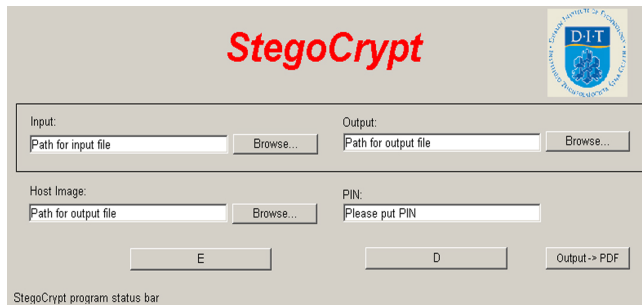 StegoCrypt
D·I·T
Input:
Path for input file
Browse...
Output:
Path for output file
Browse...
Host Image:
Path for output file
Browse...
PIN:
Please put PIN
E
D
Output -> PDF
StegoCrypt program status bar